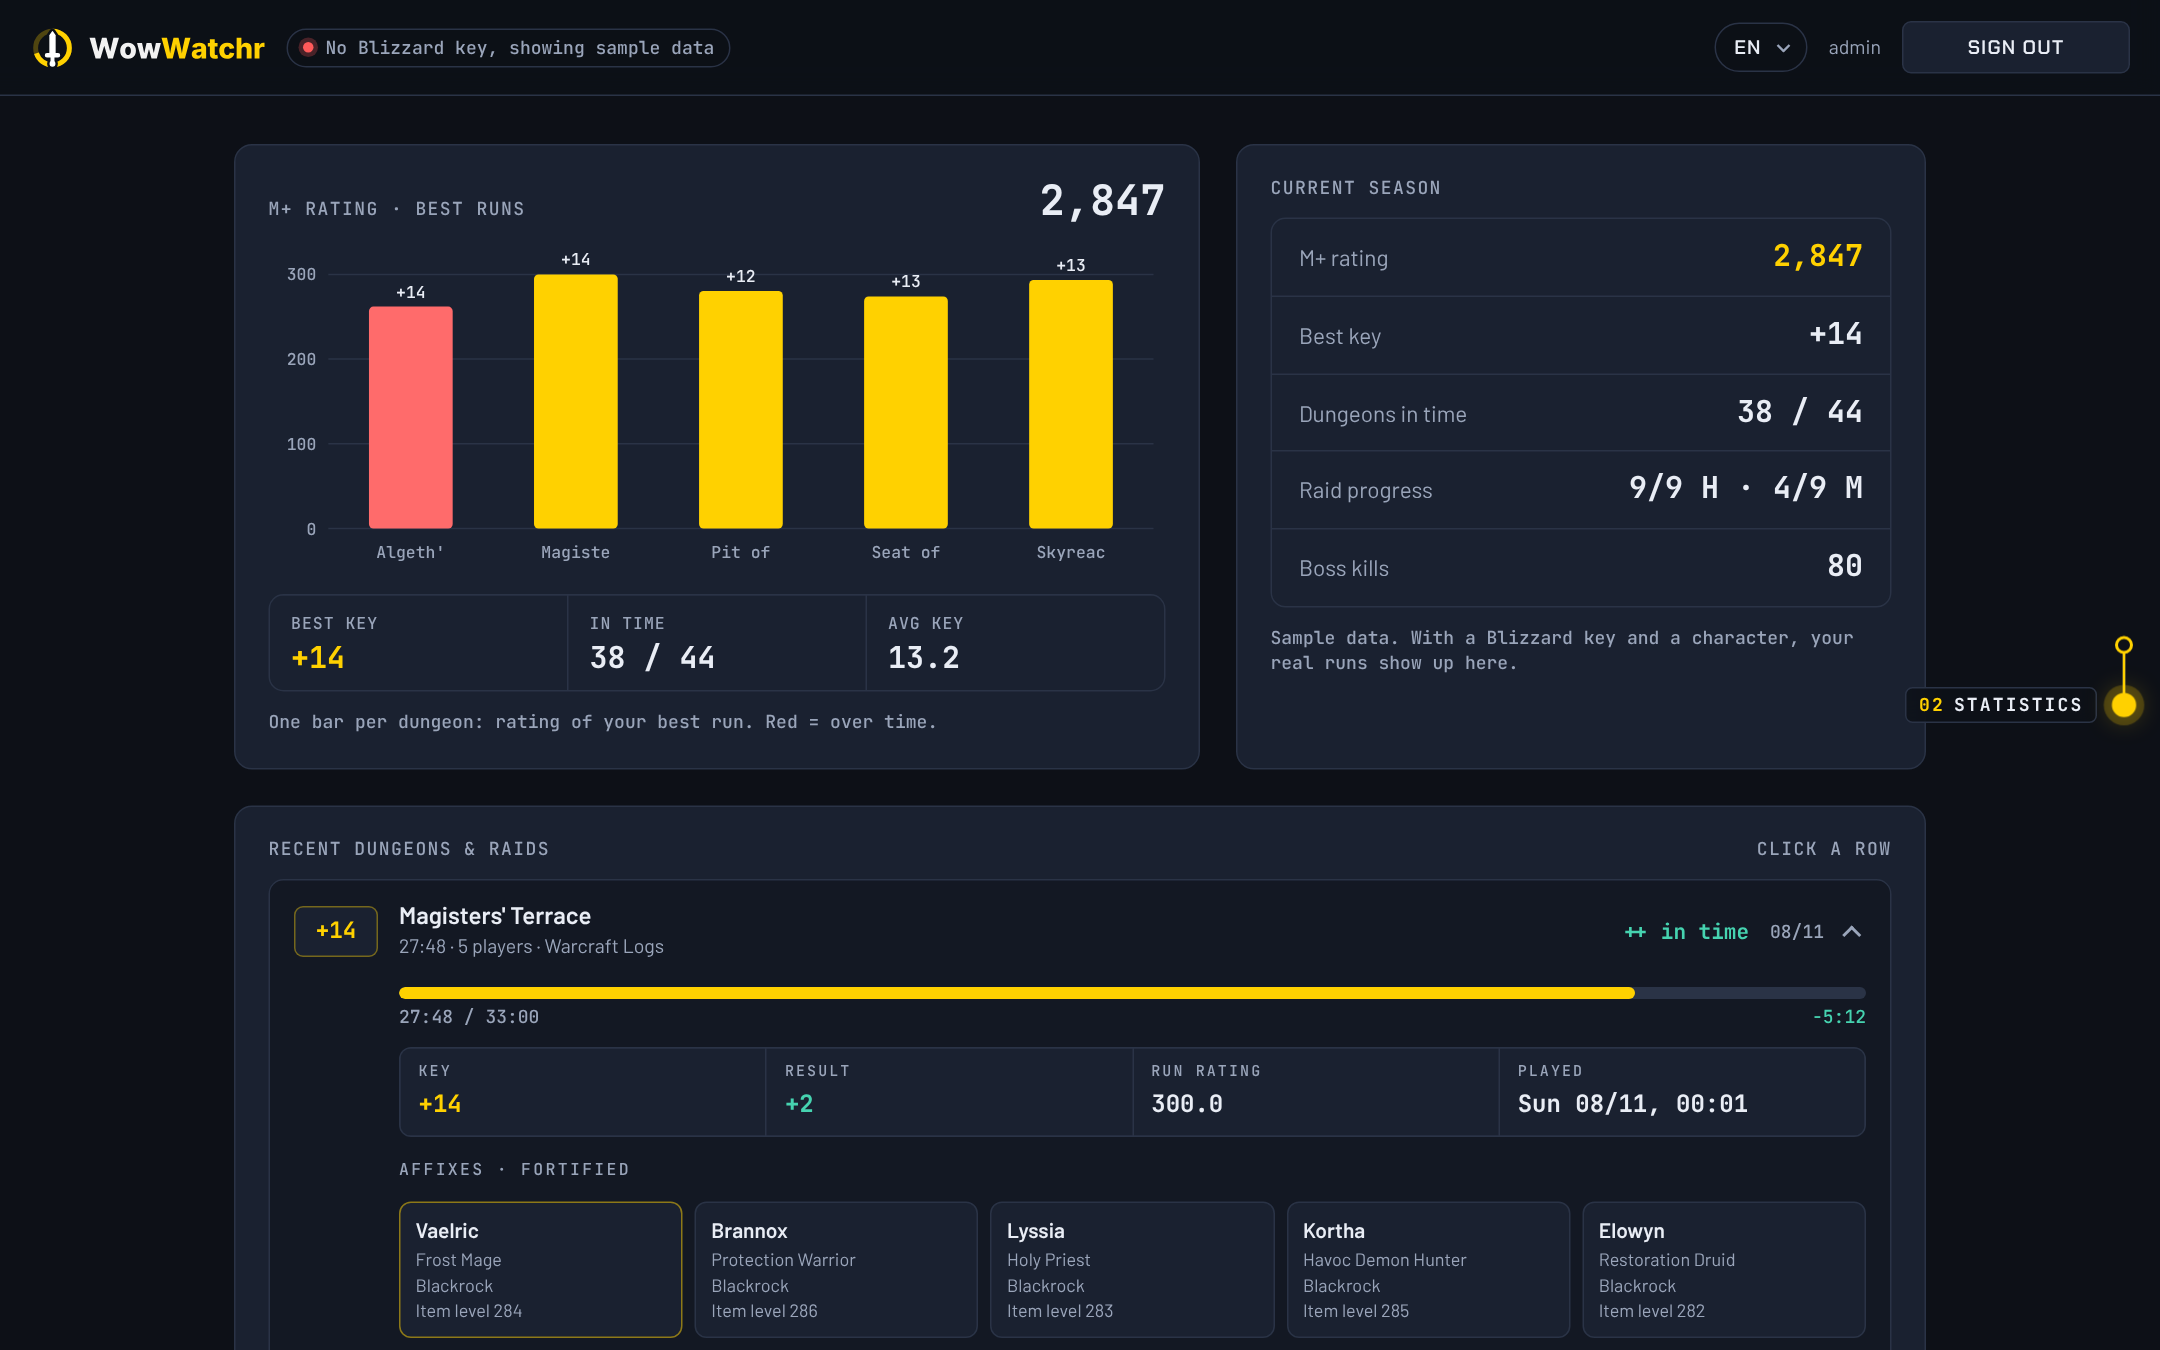 WowWatchr
No Blizzard key, showing sample data
EN
admin
SIGN OUT
M+ RATING · BEST RUNS
2,847
300
200
100
0
+14
+14
+12
+13
+13
Algeth'
Magiste
Pit of
Seat of
Skyreac
BEST KEY
+14
IN TIME
38 / 44
AVG KEY
13.2
One bar per dungeon: rating of your best run. Red = over time.
CURRENT SEASON
M+ rating
2,847
Best key
+14
Dungeons in time
38 / 44
Raid progress
9/9 H · 4/9 M
Boss kills
80
Sample data. With a Blizzard key and a character, your
real runs show up here.
02 STATISTICS
RECENT DUNGEONS & RAIDS
CLICK A ROW
+14
Magisters' Terrace
27:48 · 5 players · Warcraft Logs
++ in time
08/11
27:48 / 33:00
-5:12
KEY
+14
RESULT
+2
RUN RATING
300.0
PLAYED
Sun 08/11, 00:01
AFFIXES · FORTIFIED
Vaelric
Frost Mage
Blackrock
Item level 284
Brannox
Protection Warrior
Blackrock
Item level 286
Lyssia
Holy Priest
Blackrock
Item level 283
Kortha
Havoc Demon Hunter
Blackrock
Item level 285
Elowyn
Restoration Druid
Blackrock
Item level 282